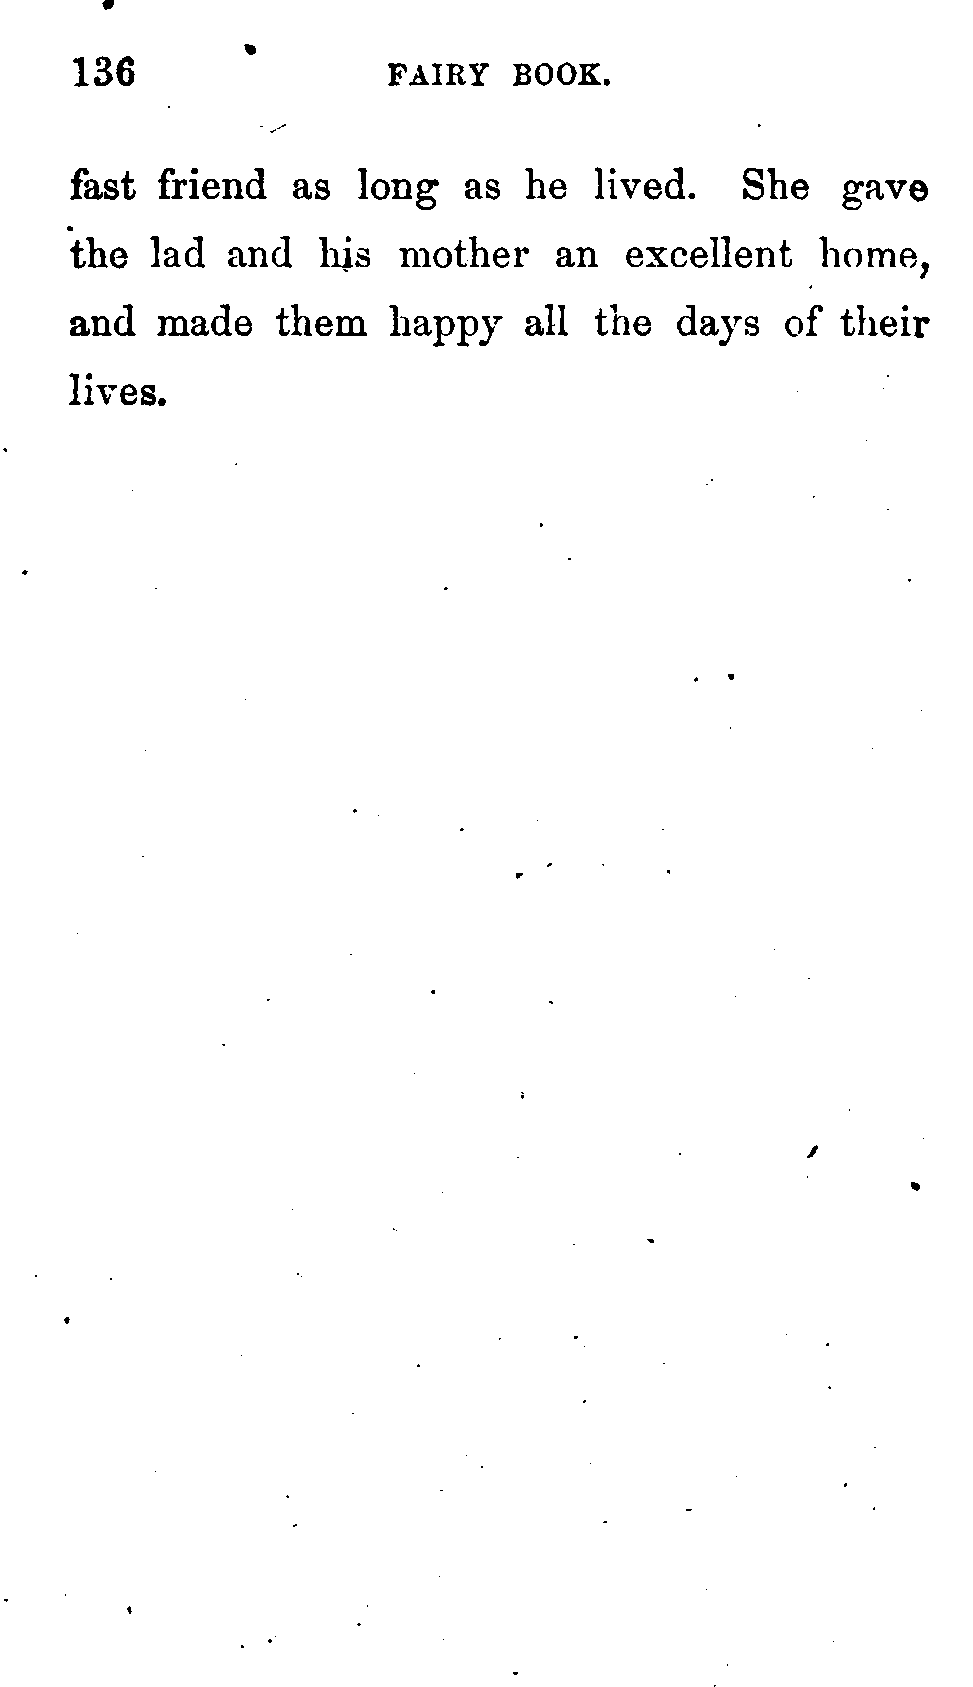 136 FAIRY BOOK.
fast friend as long as he lived. She gave
the lad and his mother an excellent home,
and made them happy all the days of their
lives.